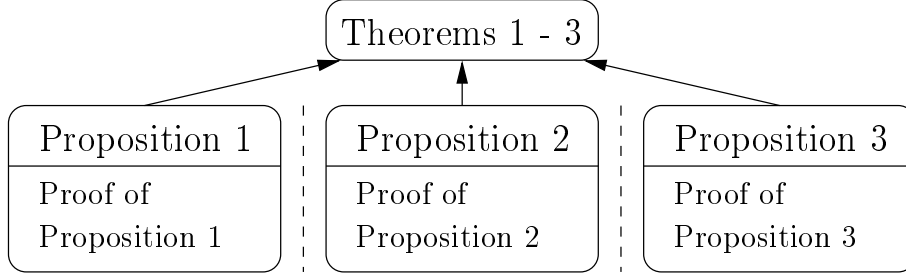 Theorems 1 - 3
Proposition 1
Proof of
Proposition 1
Proposition 2
Proof of
Proposition 2
Proposition 3
Proof of
Proposition 3